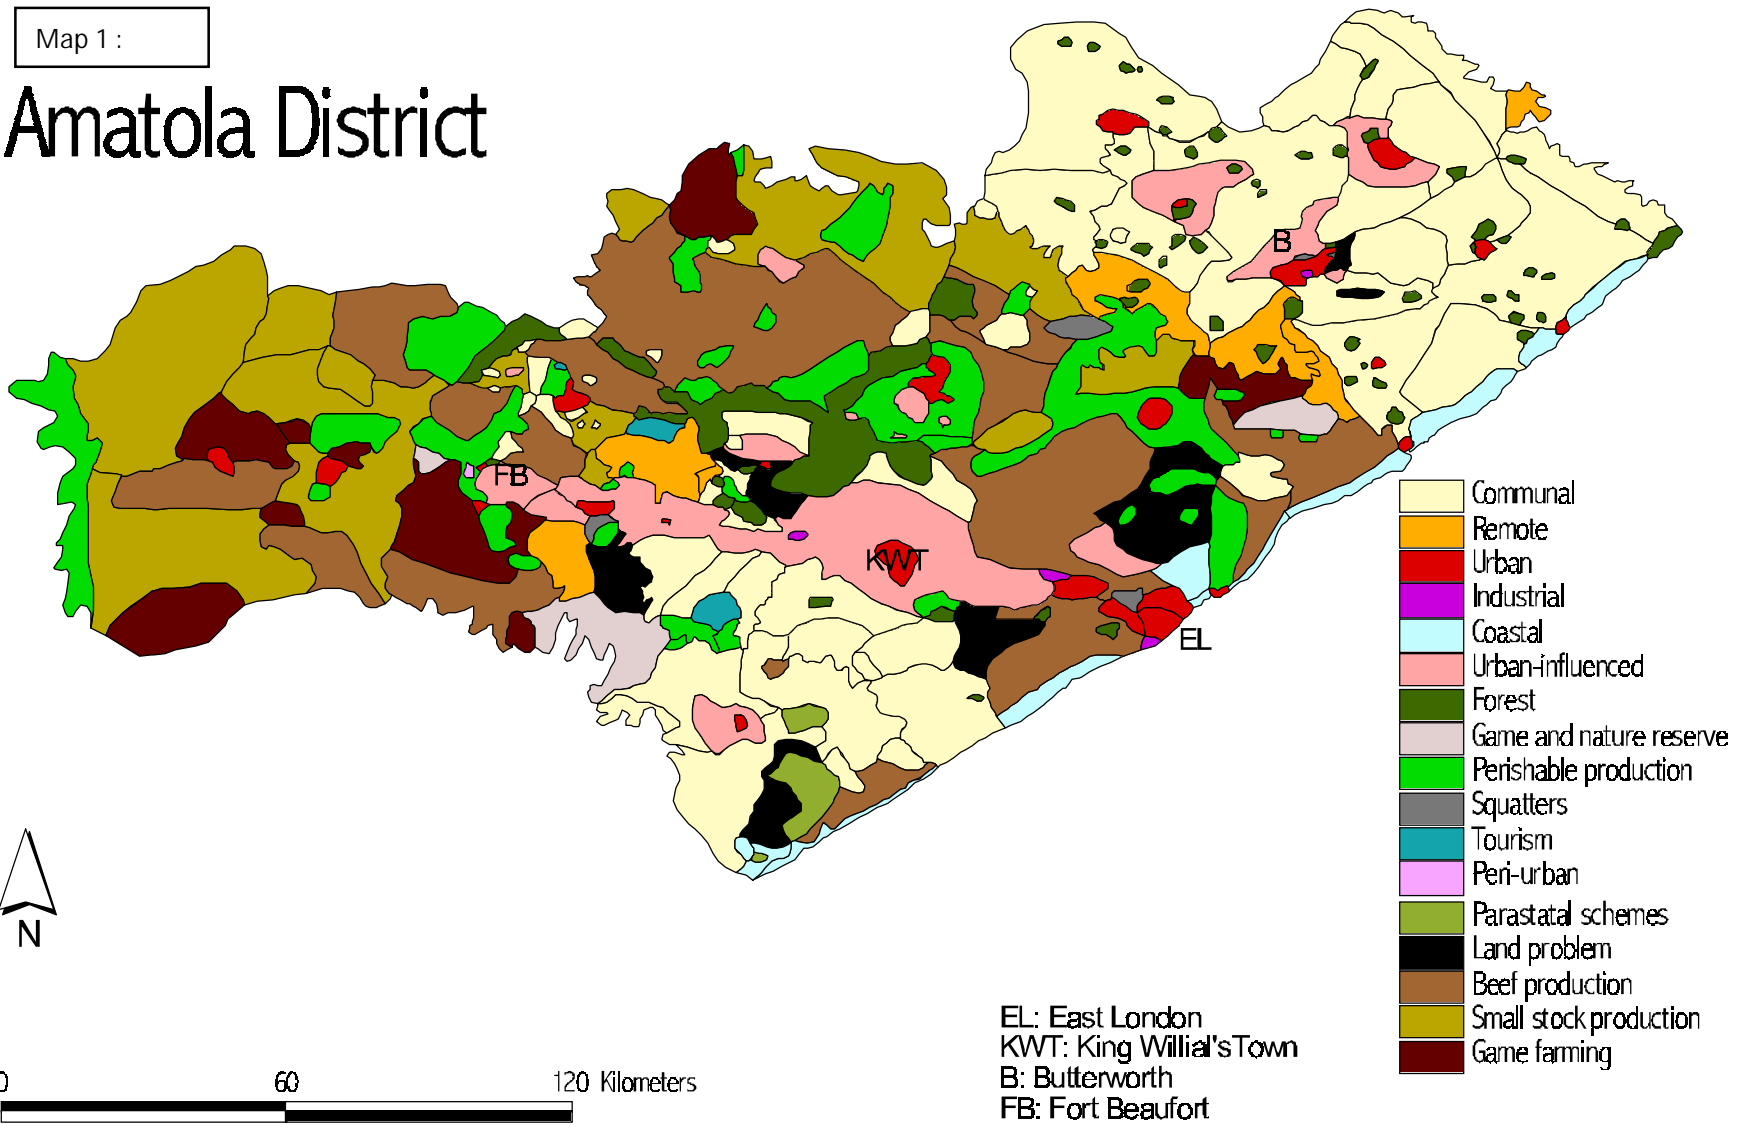 Map 1 :
Amatola District
B
FB
KWT
EL
Communal
Remote
Urban
Industrial
Coastal
Urban-influenced
Forest
Game and nature reserve
Perishable production
Squatters
Tourism
Peri-urban
Parastatal schemes
Land problem
Beef production
Small stock production
Game farming
N
0 60 120 Kilometers
EL: East London
KWT: King Willial'sTown
B: Butterworth
FB: Fort Beaufort